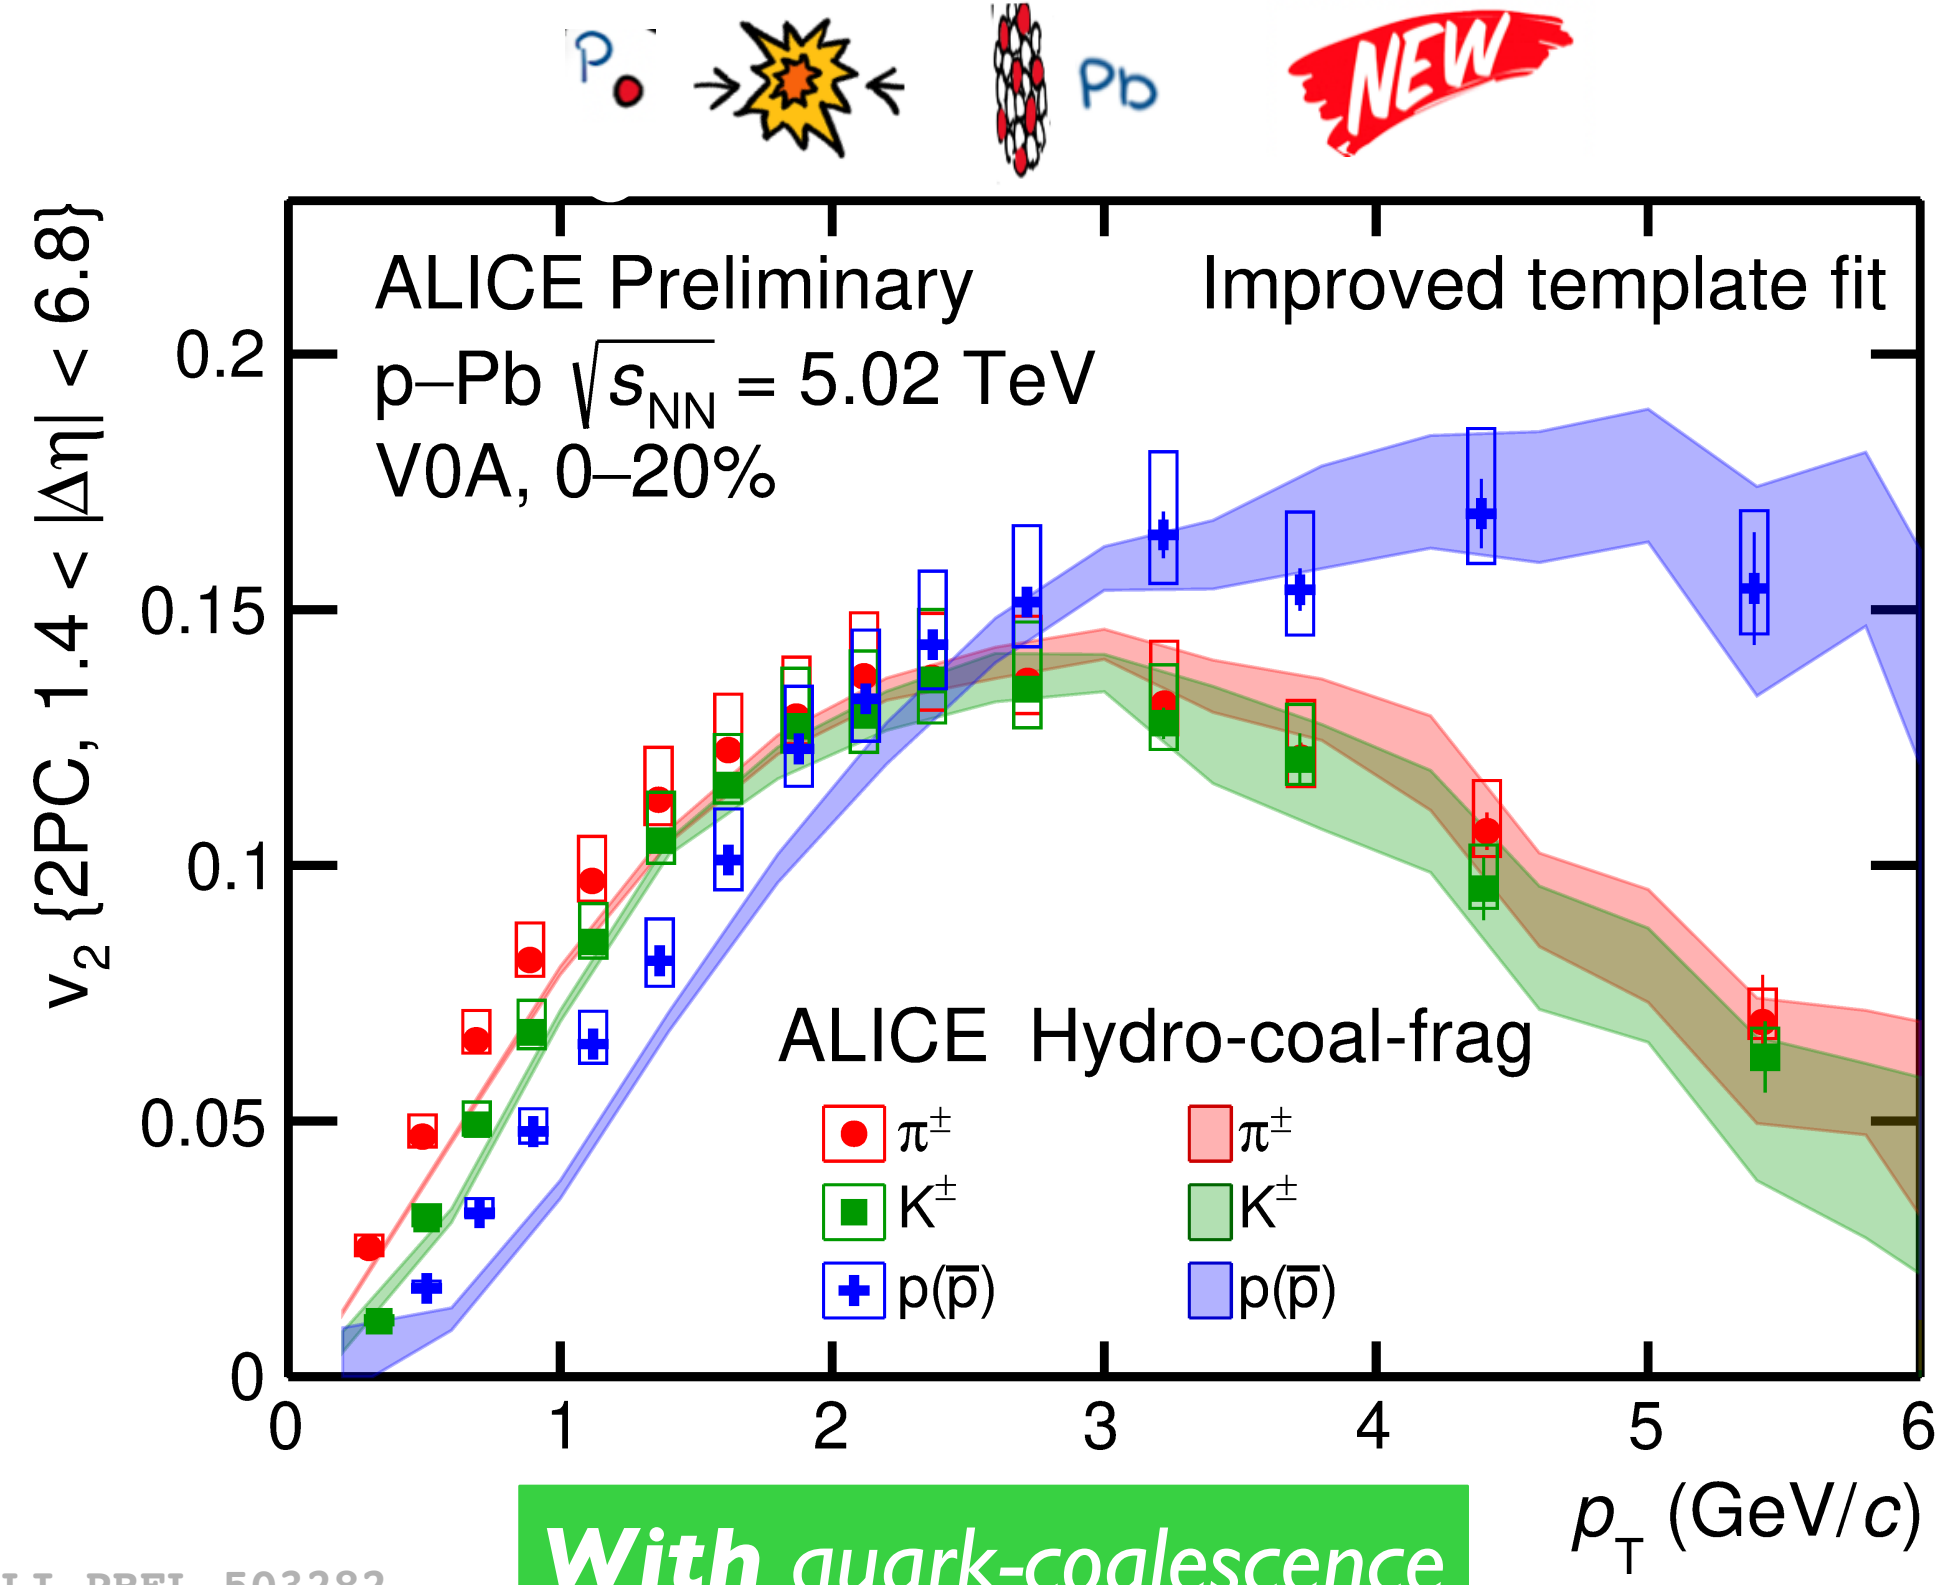 P
Pb
NEW
ALICE Preliminary
Improved template fit
p–Pb √sNN = 5.02 TeV
V0A, 0–20%
v2 {2PC, 1.4 < |Δη| < 6.8}
0.2
0.15
0.1
0.05
0
ALICE Hydro-coal-frag
π± π±
K± K±
p(p̅) p(p̅)
0 1 2 3 4 5 6
pT (GeV/c)
With quark-coalescence
PREL 503282